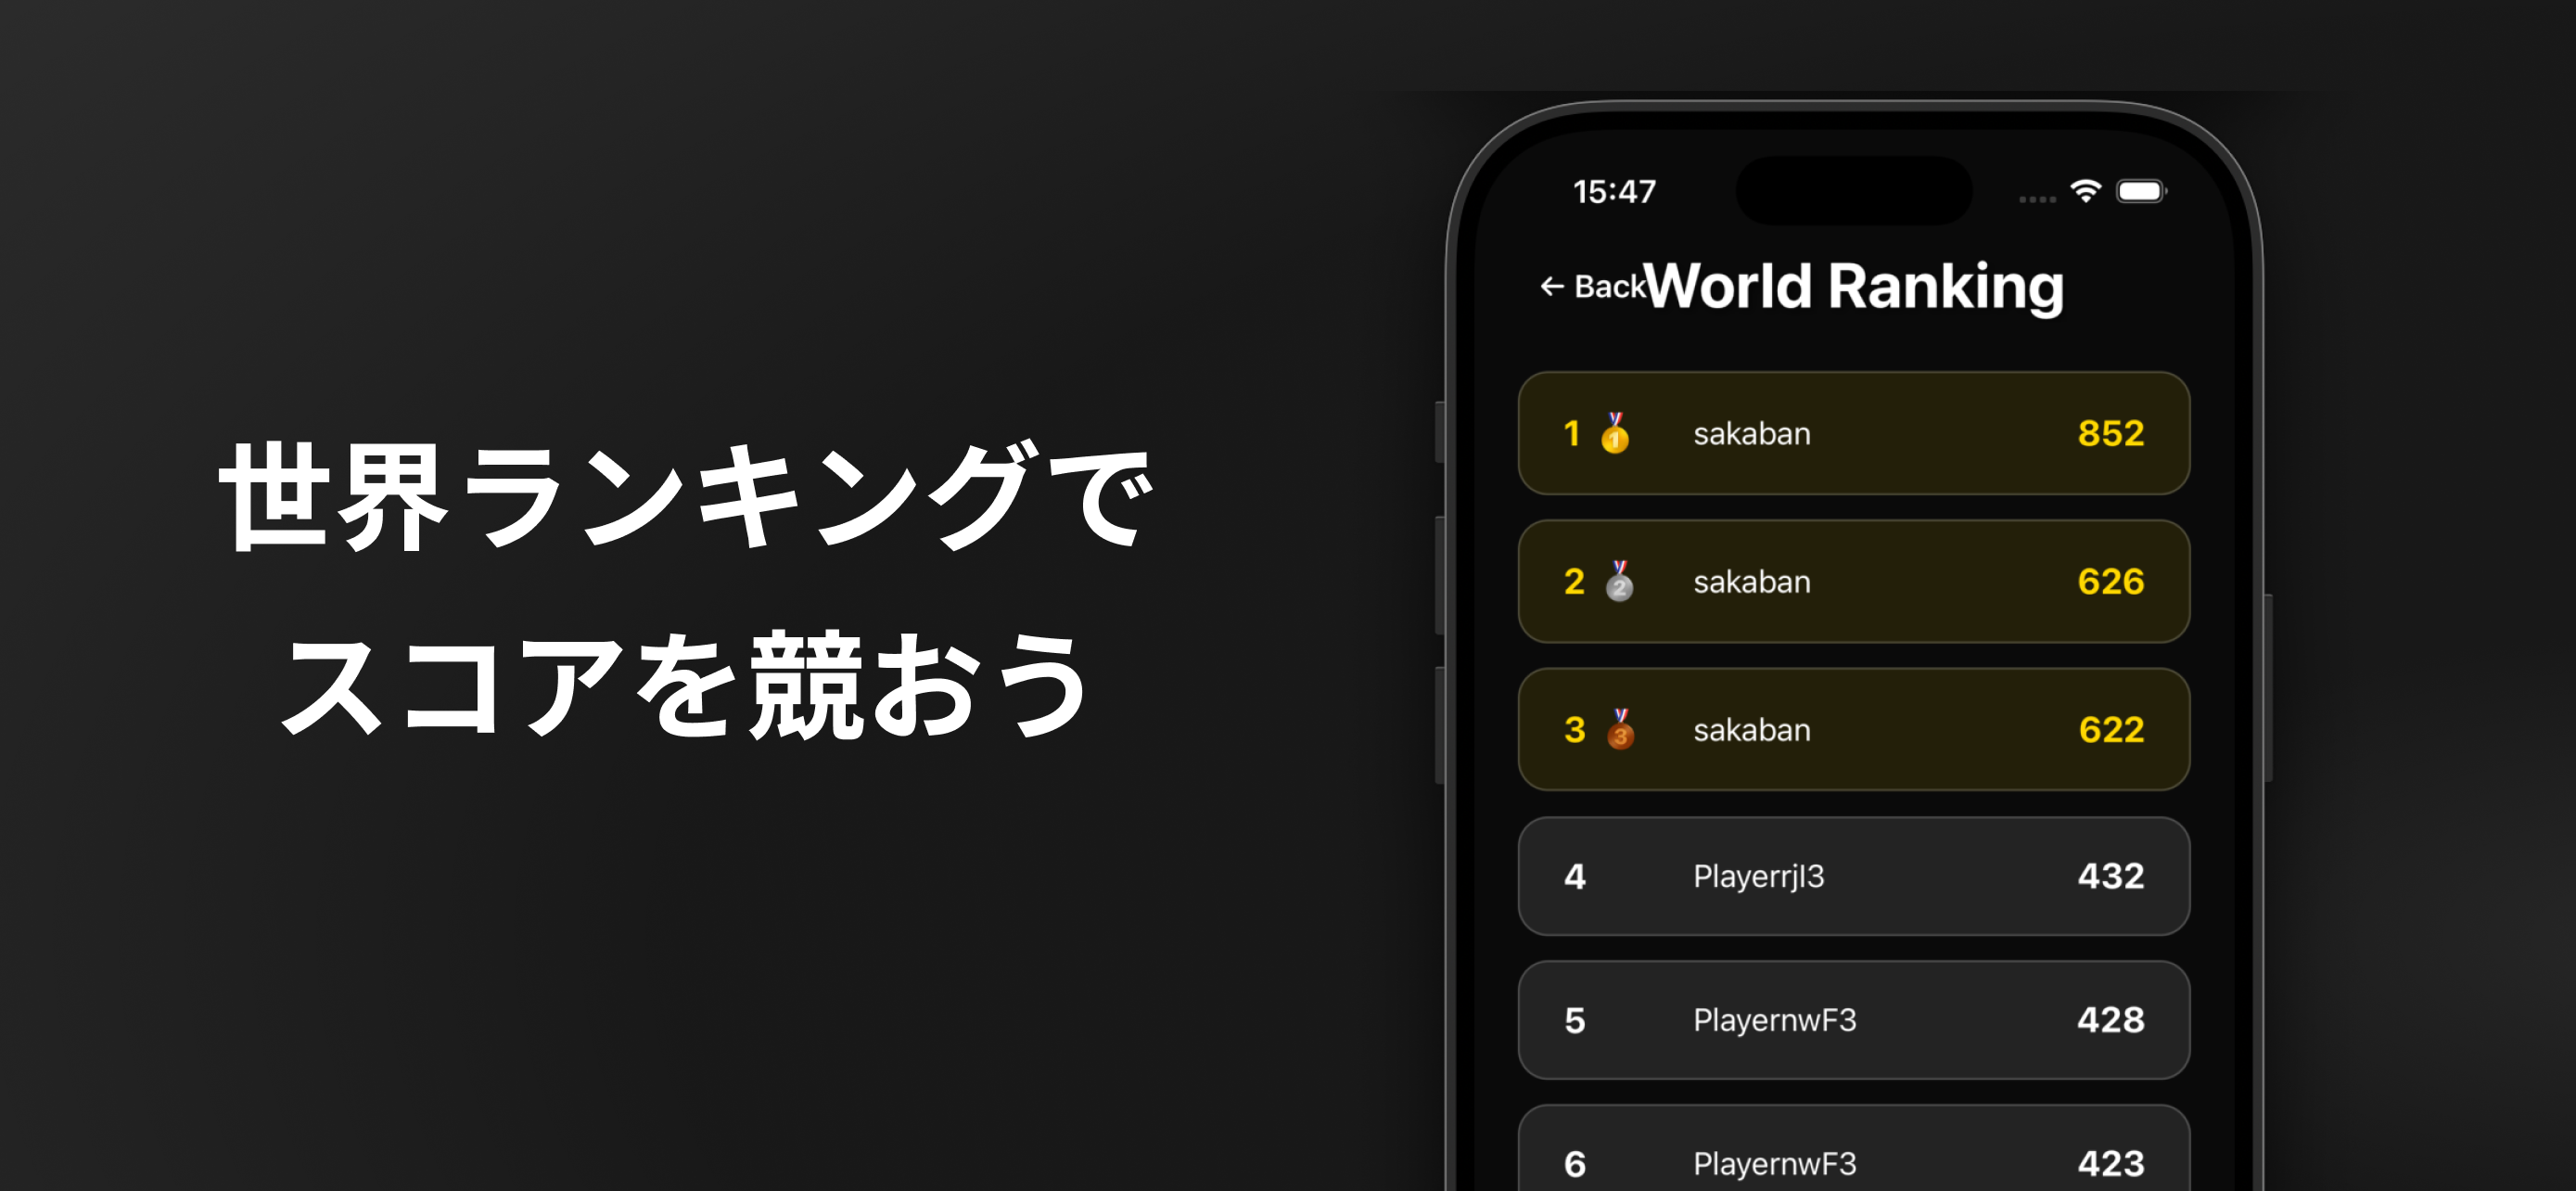 世界ランキングで
スコアを競おう
15:47
← Back World Ranking
1 🥇 sakaban 852
2 🥈 sakaban 626
3 🥉 sakaban 622
4 PlayerrjI3 432
5 PlayernwF3 428
6 PlayernwF3 423